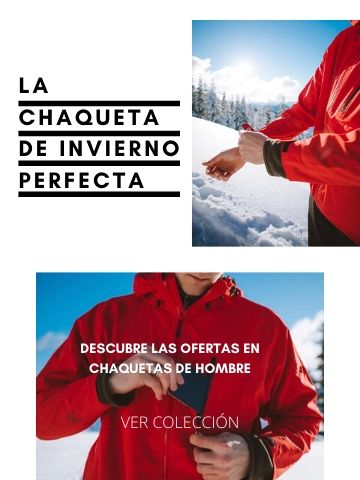 LA
CHAQUETA
DE INVIERNO
PERFECTA
DESCUBRE LAS OFERTAS EN
CHAQUETAS DE HOMBRE
VER COLECCIÓN